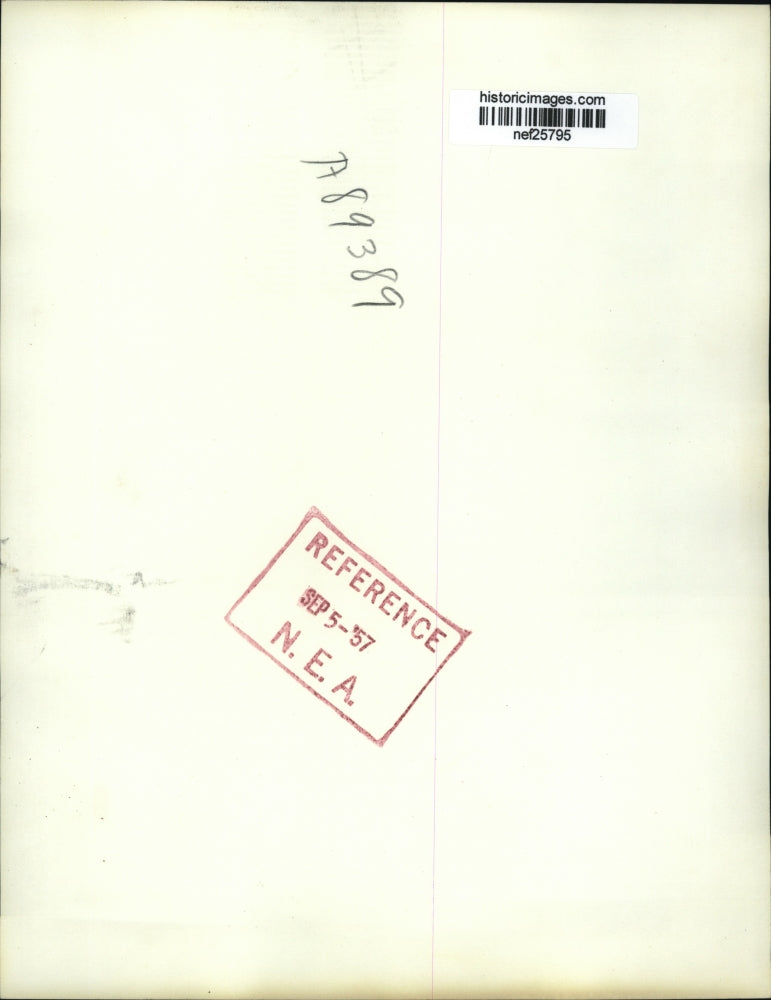 historicimages.com
nef25795
A89389
REFERENCE
SEP 5-'57
N. E. A.